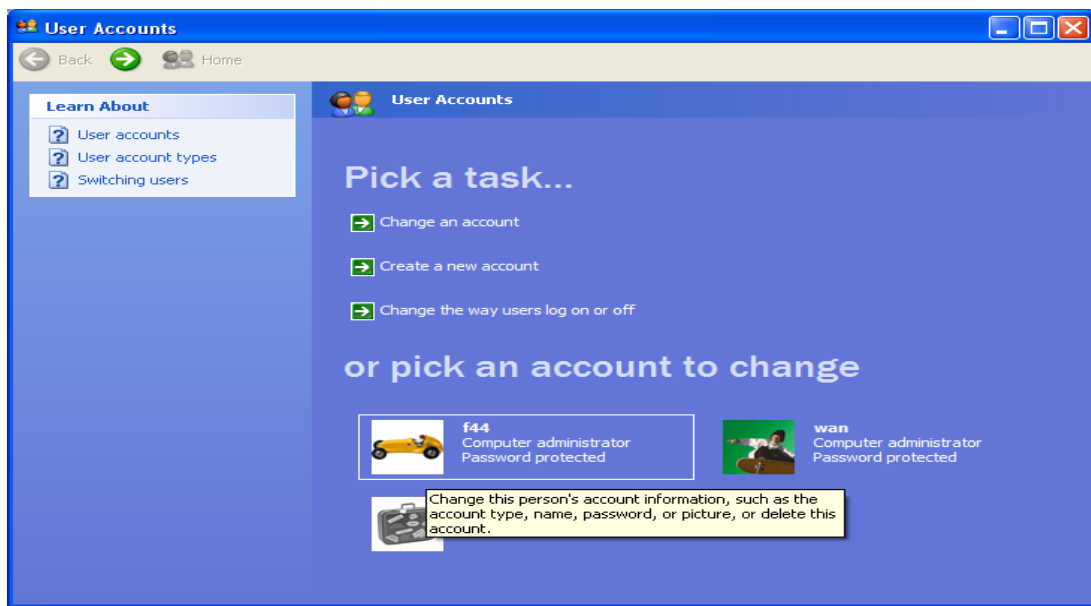 User Accounts
Back Home
Learn About
User accounts
User account types
Switching users
User Accounts
Pick a task...
Change an account
Create a new account
Change the way users log on or off
or pick an account to change
f44
Computer administrator
Password protected
wan
Computer administrator
Password protected
Change this person's account information, such as the
account type, name, password, or picture, or delete this
account.